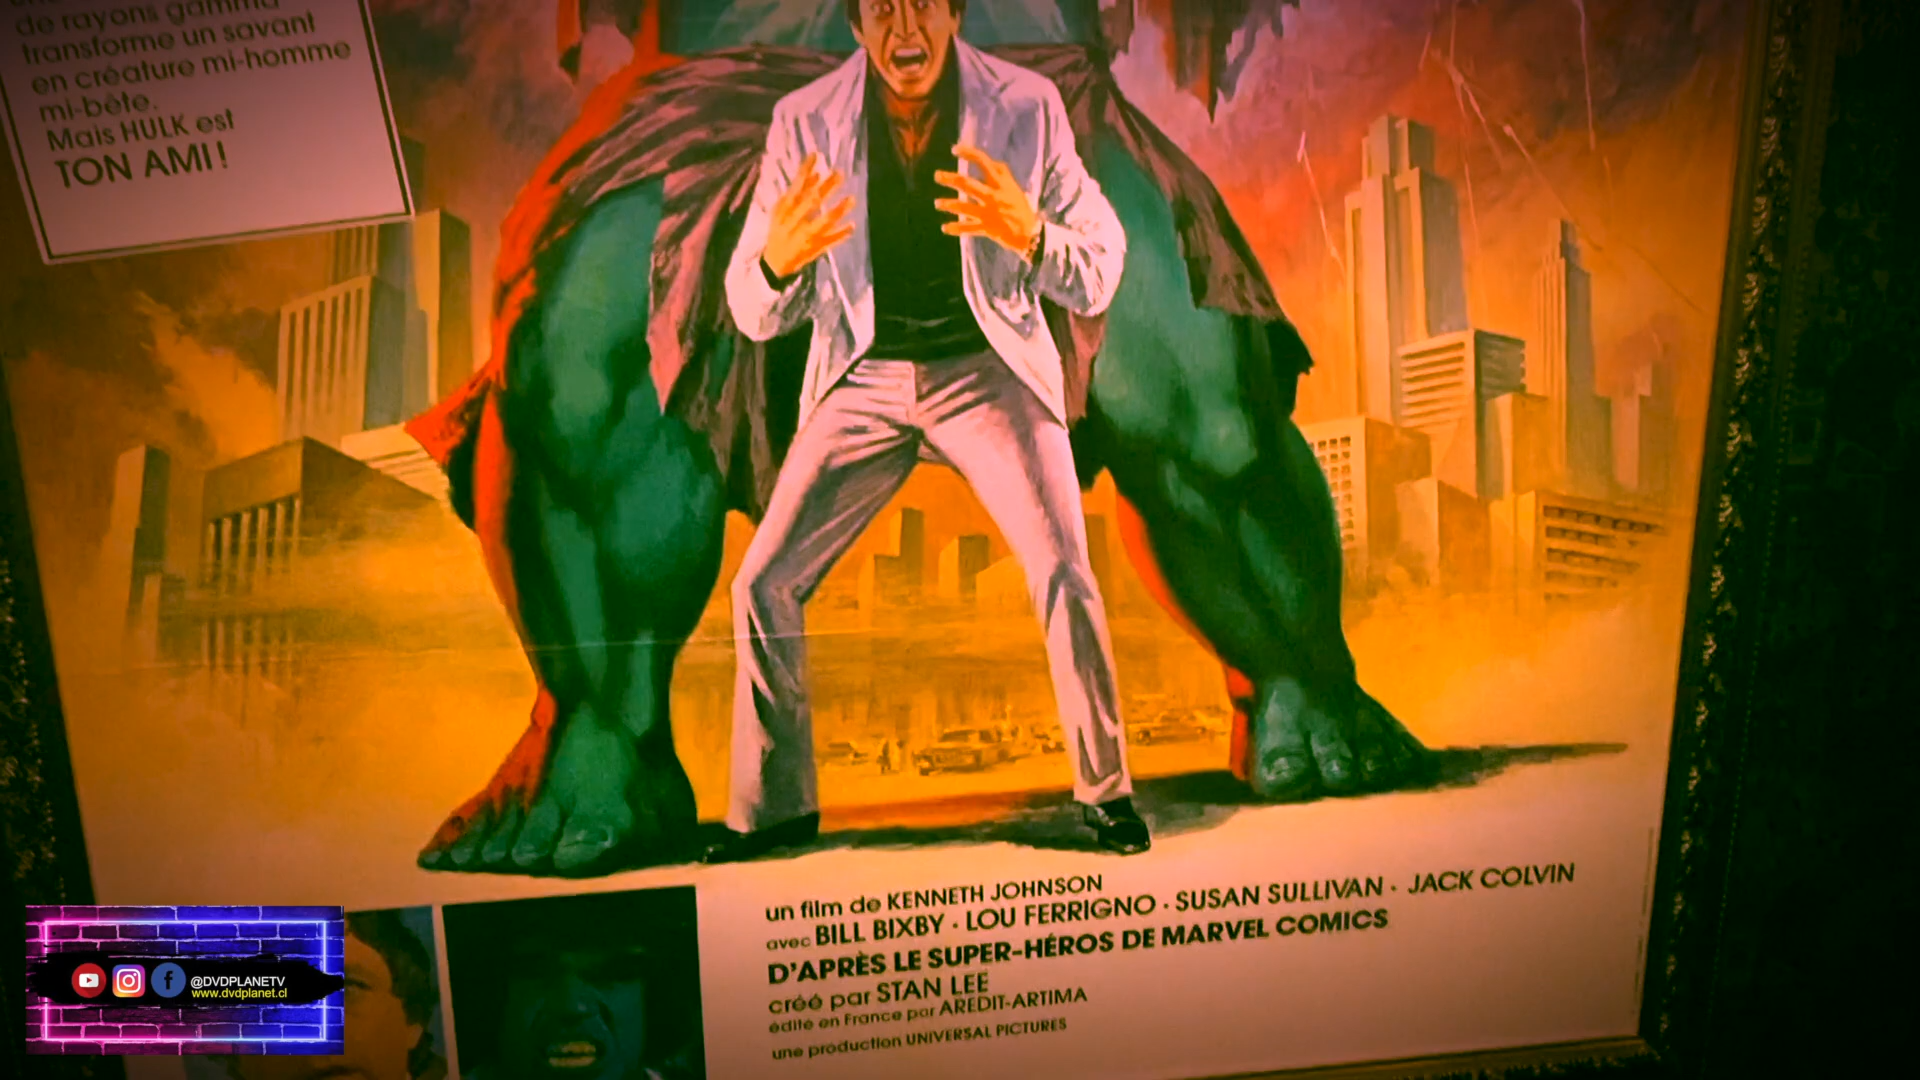 de rayons gamma
transforme un savant
en créature mi-homme
mi-bête.
Mais HULK est
TON AMI!
un film de KENNETH JOHNSON
avec BILL BIXBY · LOU FERRIGNO · SUSAN SULLIVAN · JACK COLVIN
D'APRÈS LE SUPER-HÉROS DE MARVEL COMICS
créé par STAN LEE
édité en France par AREDIT-ARTIMA
une production UNIVERSAL PICTURES
@DVDPLANETV
www.dvdplanet.cl